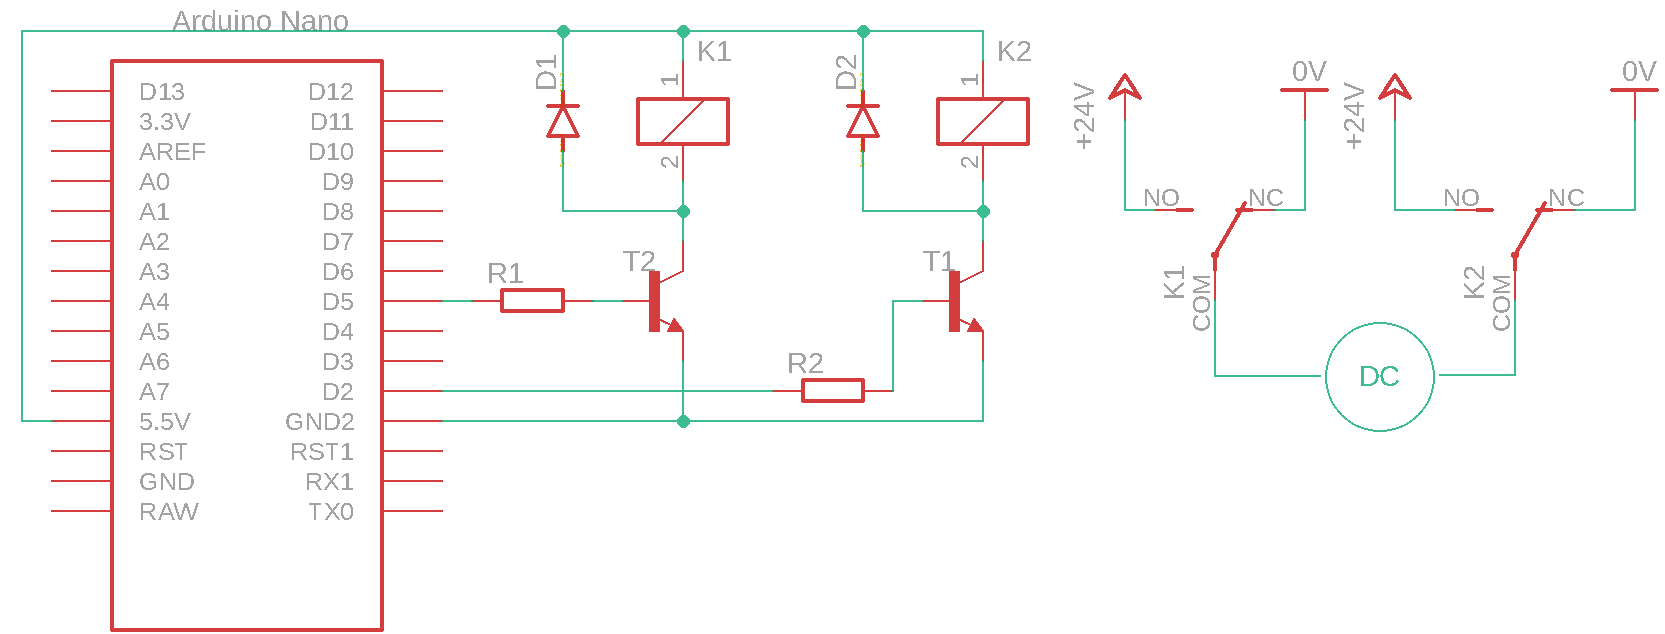 Arduino Nano
D13 D12
3.3V D11
AREF D10
A0 D9
A1 D8
A2 D7
A3 D6
A4 D5
A5 D4
A6 D3
A7 D2
5.5V GND2
RST RST1
GND RX1
RAW TX0
D1
K1
1
2
D2
K2
1
2
R1
T2
R2
T1
+24V
0V
NO
NC
K1
COM
+24V
0V
NO
NC
K2
COM
DC